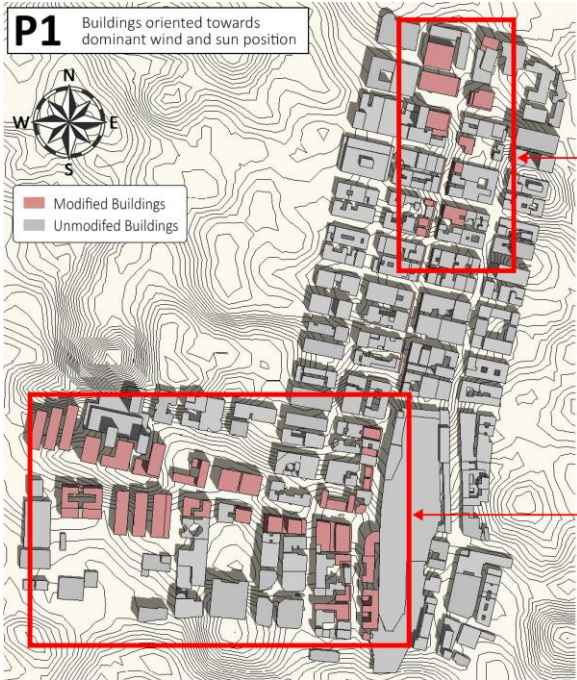 P1
Buildings oriented towards
dominant wind and sun position
N
W
E
S
Modified Buildings
Unmodifed Buildings